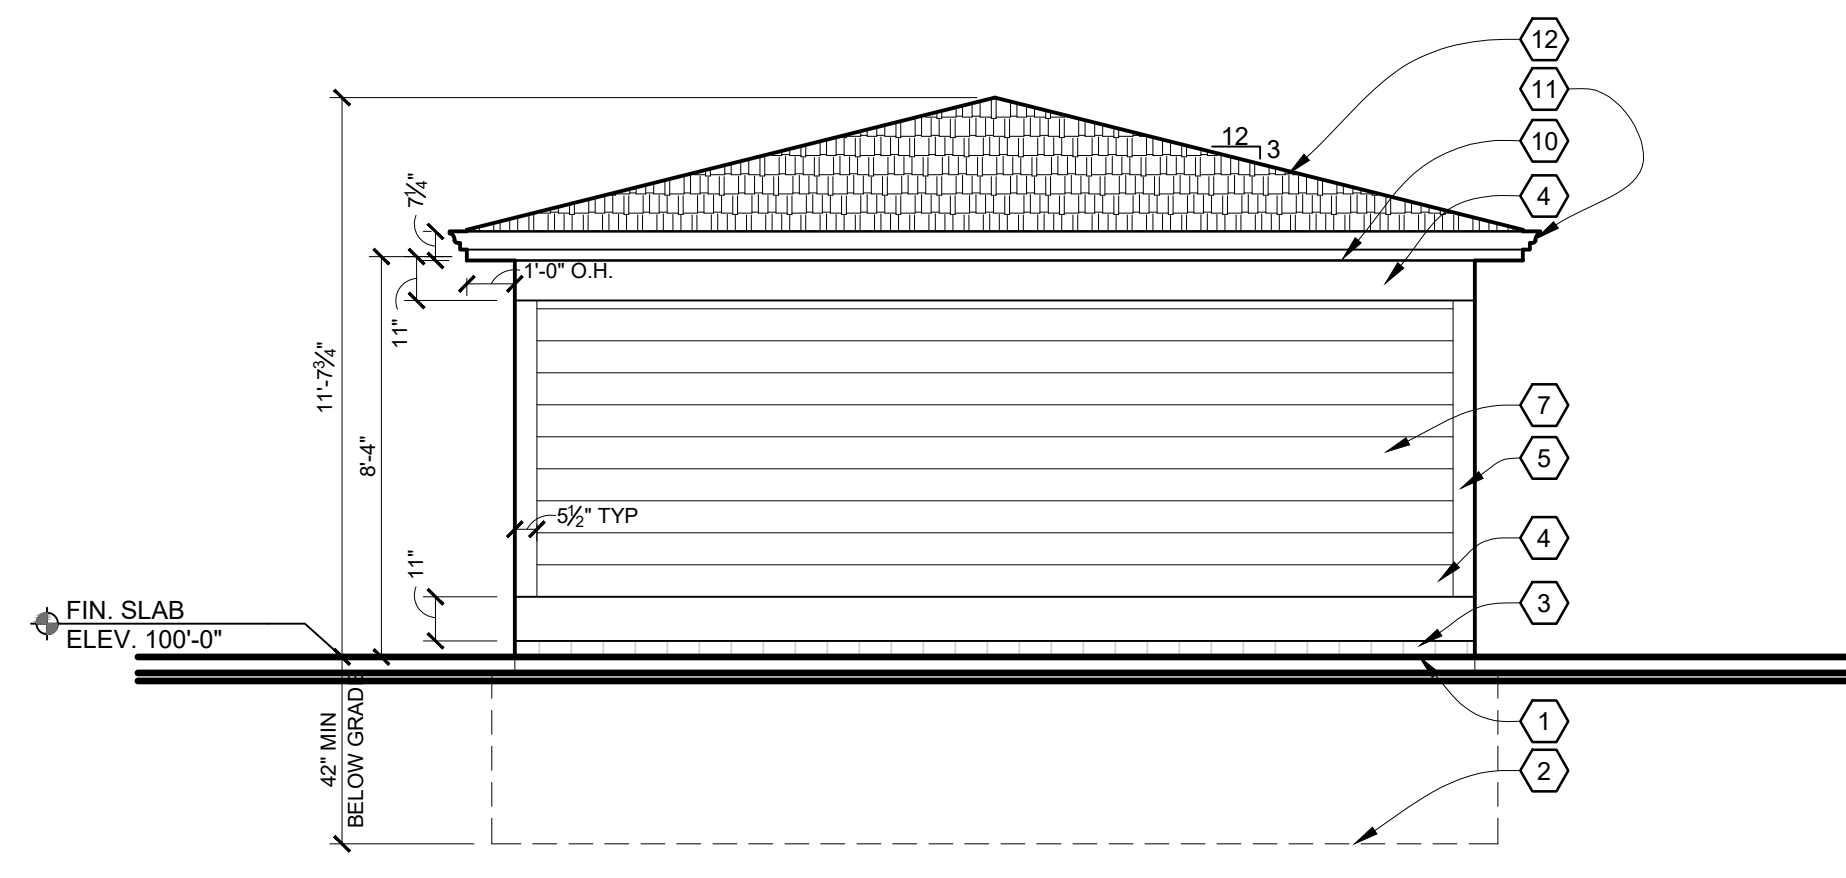 12
11
10
4
12
3
7¼"
1'-0" O.H.
11"
11'-7¾"
8'-4"
7
5
5½" TYP
4
11"
3
FIN. SLAB
ELEV. 100'-0"
1
2
42" MIN
BELOW GRADE